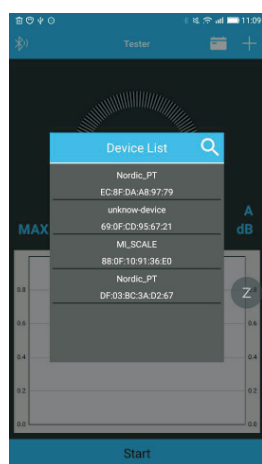 11:09
Tester
Device List
Nordic_PT
EC:8F:DA:A8:97:79
unknow-device
69:0F:CD:95:67:21
MI_SCALE
88:0F:10:91:36:E0
Nordic_PT
DF:03:BC:3A:D2:67
A
MAX dB
0.8
Z
0.6 0.6
0.4 0.4
0.2 0.2
0.0 0.0
Start